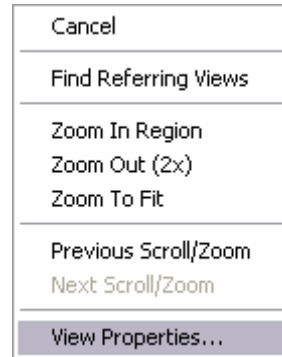 Cancel
Find Referring Views
Zoom In Region
Zoom Out (2x)
Zoom To Fit
Previous Scroll/Zoom
Next Scroll/Zoom
View Properties...